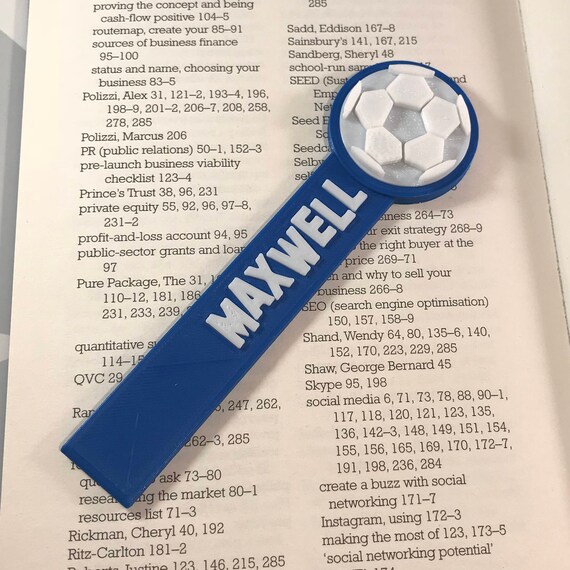 proving the concept and being
cash-flow positive 104–5
routemap, create your 85–91
sources of business finance
95–100
status and name, choosing your
business 83–5
Polizzi, Alex 31, 121–2, 193–4, 196,
198–9, 201–2, 206–7, 208, 258,
278, 285
Polizzi, Marcus 206
PR (public relations) 50–1, 152–3
pre-launch business viability
checklist 123–4
Prince's Trust 38, 96, 231
private equity 55, 92, 96, 97–8,
231–2
profit-and-loss account 94, 95
public-sector grants and
97
Pure Package, The 31,
110–12, 181, 186
231, 233, 239,
quantitative
114–15
QVC 29
246, 247, 262,
262–3, 285
ask 73–80
the market 80–1
resources list 71–3
Rickman, Cheryl 40, 192
Ritz-Carlton 181–2
Roberts, Justine 123, 146, 215, 285
285
Sadd, Eddison 167–8
Sainsbury's 141, 167, 215
Sandberg, Sheryl 48
school-run
SEED
and
Seed
business 264–73
exit strategy 268–9
the right buyer at the
price 269–71
and why to sell your
business 266–8
SEO (search engine optimisation)
150, 157, 158–9
Shand, Wendy 64, 80, 135–6, 140,
152, 170, 223, 229, 285
Shaw, George Bernard 45
Skype 95, 198
social media 6, 71, 73, 78, 88, 90–1,
117, 118, 120, 121, 123, 135,
136, 142–3, 148, 149, 151, 154,
155, 156, 165, 169, 170, 172–7,
191, 198, 236, 284
create a buzz with social
networking 171–7
Instagram, using 172–3
making the most of 123, 173–5
'social networking potential'
MAXWELL